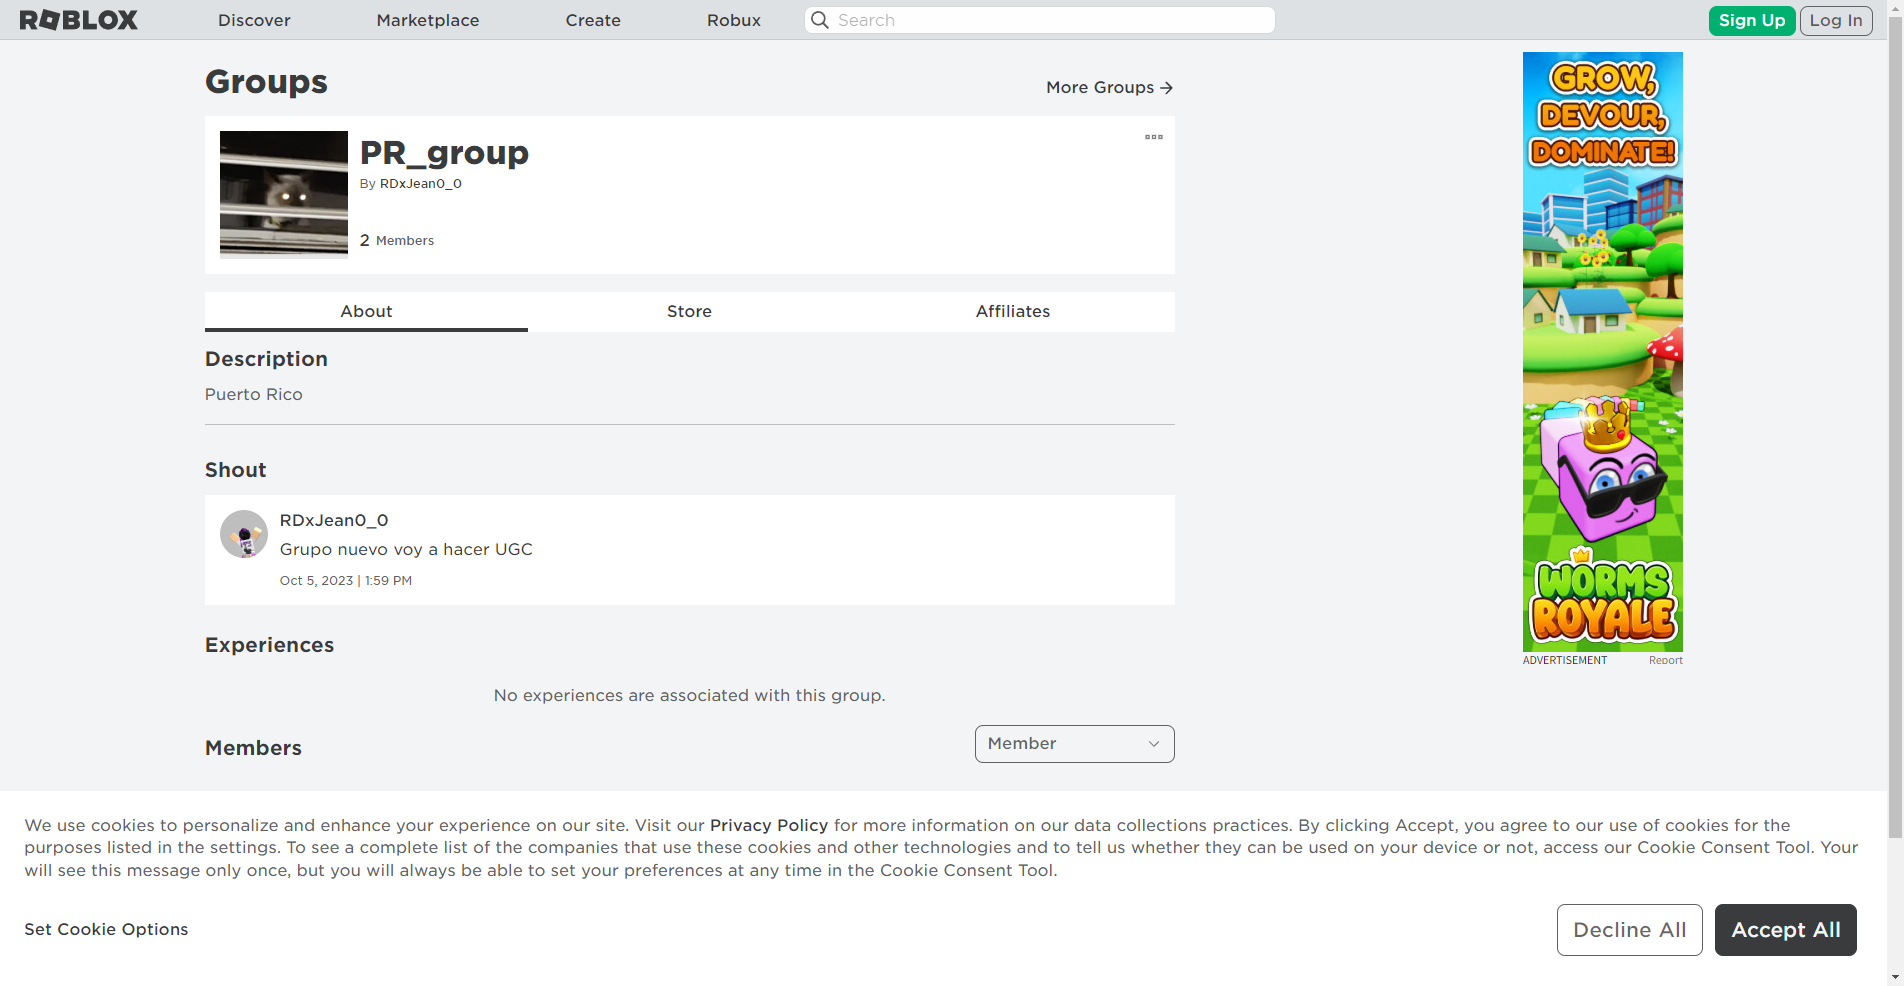 ROBLOX
Discover
Marketplace
Create
Robux
Search
Sign Up
Log In
Groups
More Groups
PR_group
By RDxJean0_0
2 Members
About
Store
Affiliates
Description
Puerto Rico
Shout
RDxJean0_0
Grupo nuevo voy a hacer UGC
Oct 5, 2023 | 1:59 PM
Experiences
No experiences are associated with this group.
Members
Member
GROW,
DEVOUR,
DOMINATE!
WORMS
ROYALE
ADVERTISEMENT
Report
We use cookies to personalize and enhance your experience on our site. Visit our Privacy Policy for more information on our data collections practices. By clicking Accept, you agree to our use of cookies for the
purposes listed in the settings. To see a complete list of the companies that use these cookies and other technologies and to tell us whether they can be used on your device or not, access our Cookie Consent Tool. Your
will see this message only once, but you will always be able to set your preferences at any time in the Cookie Consent Tool.
Set Cookie Options
Decline All
Accept All